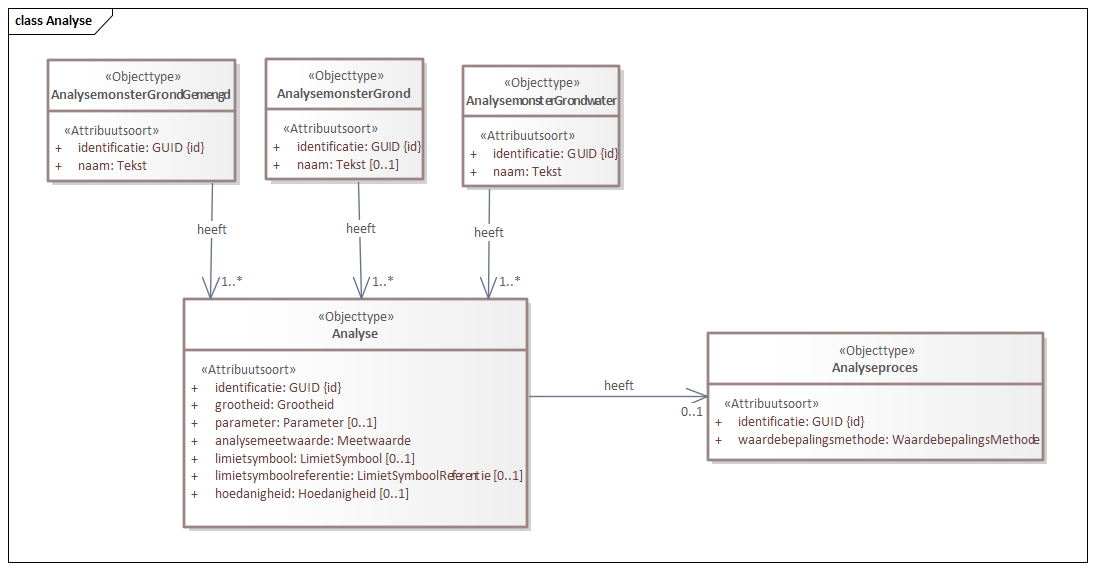 class Analyse
«Objecttype»
AnalysemonsterGrondGemengd
«Attribuutsoort»
+ identificatie: GUID {id}
+ naam: Tekst
«Objecttype»
AnalysemonsterGrond
«Attribuutsoort»
+ identificatie: GUID {id}
+ naam: Tekst [0..1]
«Objecttype»
AnalysemonsterGrondwater
«Attribuutsoort»
+ identificatie: GUID {id}
+ naam: Tekst
heeft
heeft
heeft
1..*
1..*
1..*
«Objecttype»
Analyse
«Attribuutsoort»
+ identificatie: GUID {id}
+ grootheid: Grootheid
+ parameter: Parameter [0..1]
+ analysemeetwaarde: Meetwaarde
+ limietsymbool: LimietSymbool [0..1]
+ limietsymboolreferentie: LimietSymboolReferentie [0..1]
+ hoedanigheid: Hoedanigheid [0..1]
heeft
0..1
«Objecttype»
Analyseproces
«Attribuutsoort»
+ identificatie: GUID {id}
+ waardebepalingsmethode: WaardebepalingsMethode